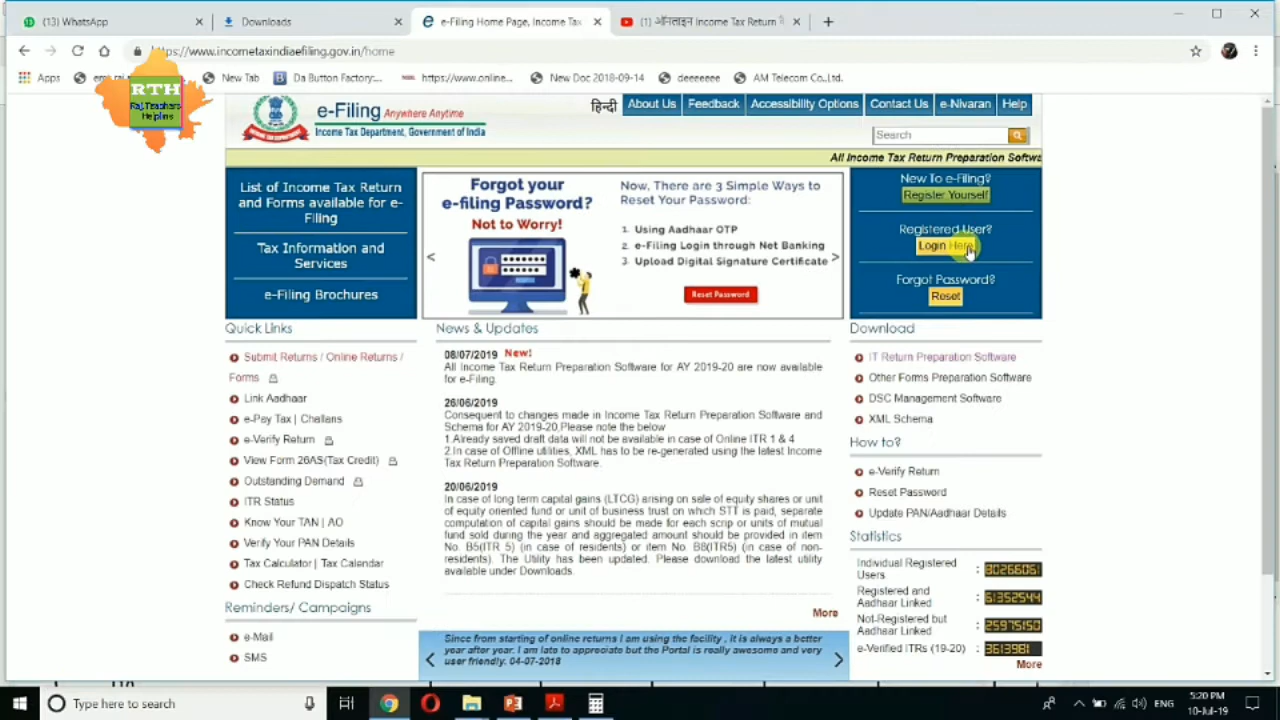 (13) WhatsApp
Downloads
e-Filing Home Page, Income Tax
(1) ऑनलाइन Income Tax Return
https://www.incometaxindiaefiling.gov.in/home
Apps
New Tab
Da Button Factory:...
https://www.online...
New Doc 2018-09-14
deeeeeee
AM Telecom Co.,Ltd.
RTH
Raj.Teachers
Helpline
e-Filing Anywhere Anytime
Income Tax Department, Government of India
हिन्दी
About Us
Feedback
Accessibility Options
Contact Us
e-Nivaran
Help
Search
All Income Tax Return Preparation Softwa
List of Income Tax Return
and Forms available for e-
Filing
Tax Information and
Services
e-Filing Brochures
Forgot your
e-filing Password?
Not to Worry!
Now, There are 3 Simple Ways to
Reset Your Password:
1. Using Aadhaar OTP
2. e-Filing Login through Net Banking
3. Upload Digital Signature Certificate
Reset Password
<
>
New To e-Filing?
Register Yourself
Registered User?
Login Here
Forgot Password?
Reset
Quick Links
Submit Returns / Online Returns /
Forms
Link Aadhaar
e-Pay Tax | Challans
e-Verify Return
View Form 26AS(Tax Credit)
Outstanding Demand
ITR Status
Know Your TAN | AO
Verify Your PAN Details
Tax Calculator | Tax Calendar
Check Refund Dispatch Status
Reminders/ Campaigns
e-Mail
SMS
News & Updates
08/07/2019 New!
All Income Tax Return Preparation Software for AY 2019-20 are now available
for e-Filing.
26/06/2019
Consequent to changes made in Income Tax Return Preparation Software and
Schema for AY 2019-20,Please note the below
1.Already saved draft data will not be available in case of Online ITR 1 & 4
2.In case of Offline utilities, XML has to be re-generated using the latest Income
Tax Return Preparation Software.
20/06/2019
In case of long term capital gains (LTCG) arising on sale of equity shares or unit
of equity oriented fund or unit of business trust on which STT is paid, separate
computation of capital gains should be made for each scrip or units of mutual
fund sold during the year and aggregated amount should be provided in item
No. B5(ITR 5) (in case of residents) or item No. B8(ITR5) (in case of non-
residents). The Utility has been updated. Please download the latest utility
available under Downloads.
More
Since from starting of online returns I am using the facility , it is always a better
year after year. I am late to appreciate but the Portal is really awesome and very
user friendly. 04-07-2018
Download
IT Return Preparation Software
Other Forms Preparation Software
DSC Management Software
XML Schema
How to?
e-Verify Return
Reset Password
Update PAN/Aadhaar Details
Statistics
Individual Registered
Users : 80266061
Registered and
Aadhaar Linked : 61352544
Not-Registered but
Aadhaar Linked : 25975150
e-Verified ITRs (19-20) : 3613981
More
Type here to search
ENG
5:20 PM
10-Jul-19